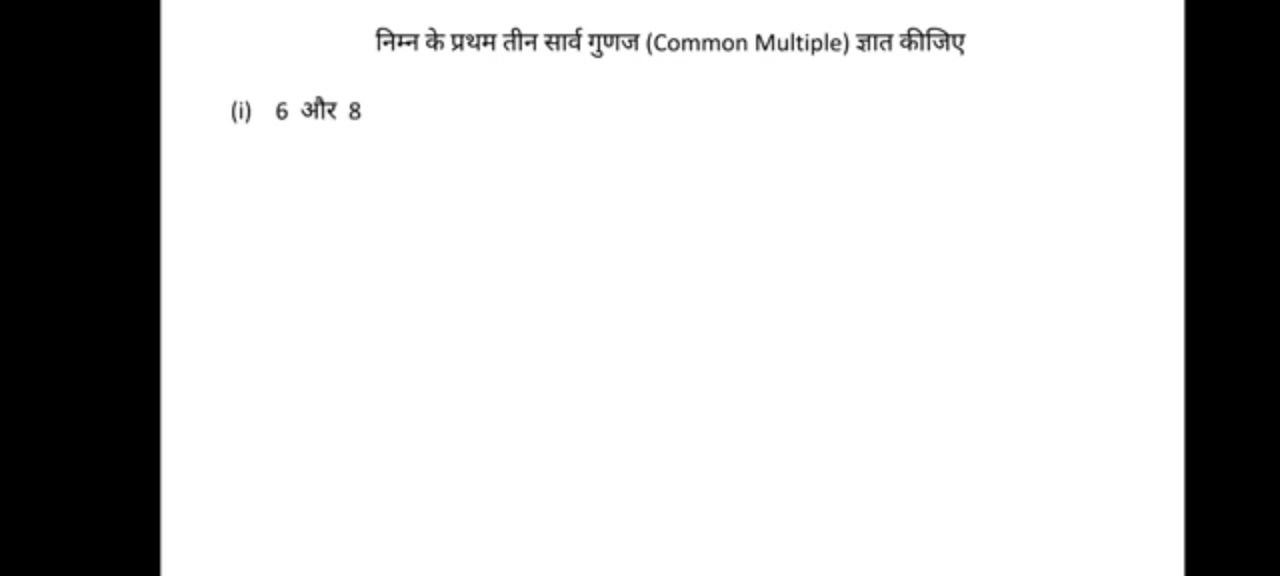 निम्न के प्रथम तीन सार्व गुणज (Common Multiple) ज्ञात कीजिए
(i) 6 और 8